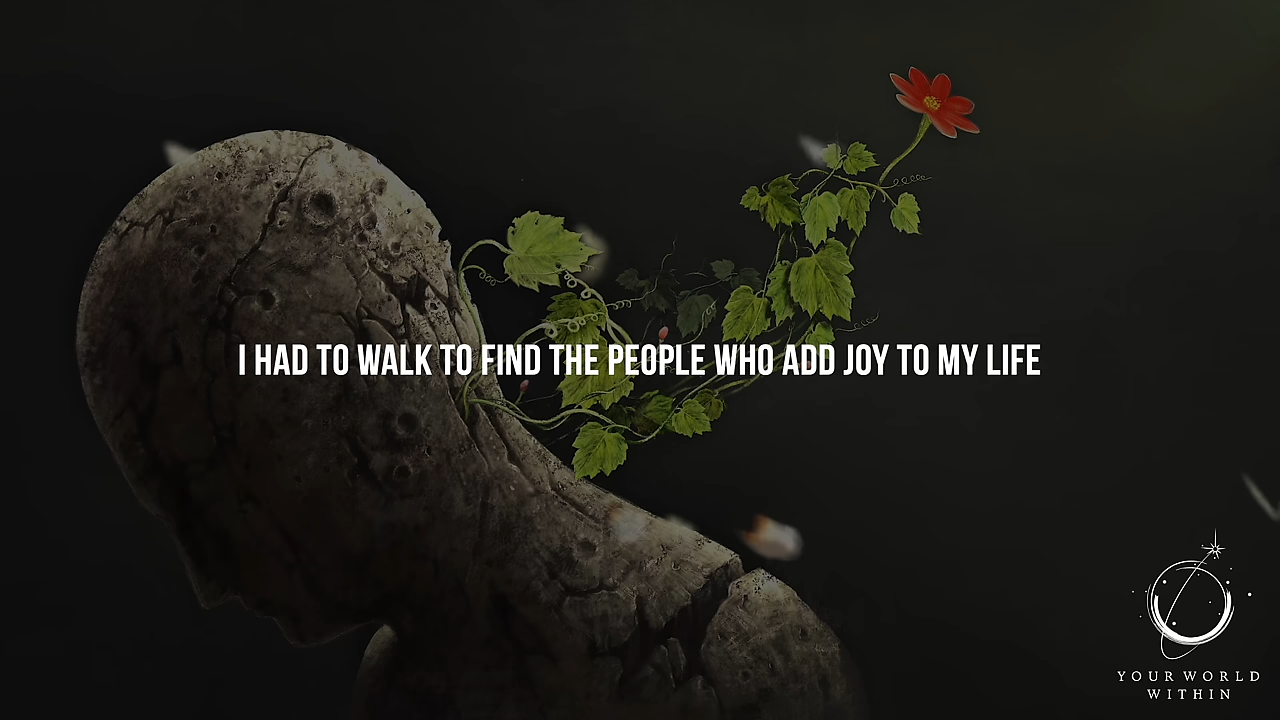 I HAD TO WALK TO FIND THE PEOPLE WHO ADD JOY TO MY LIFE
YOUR WORLD
WITHIN